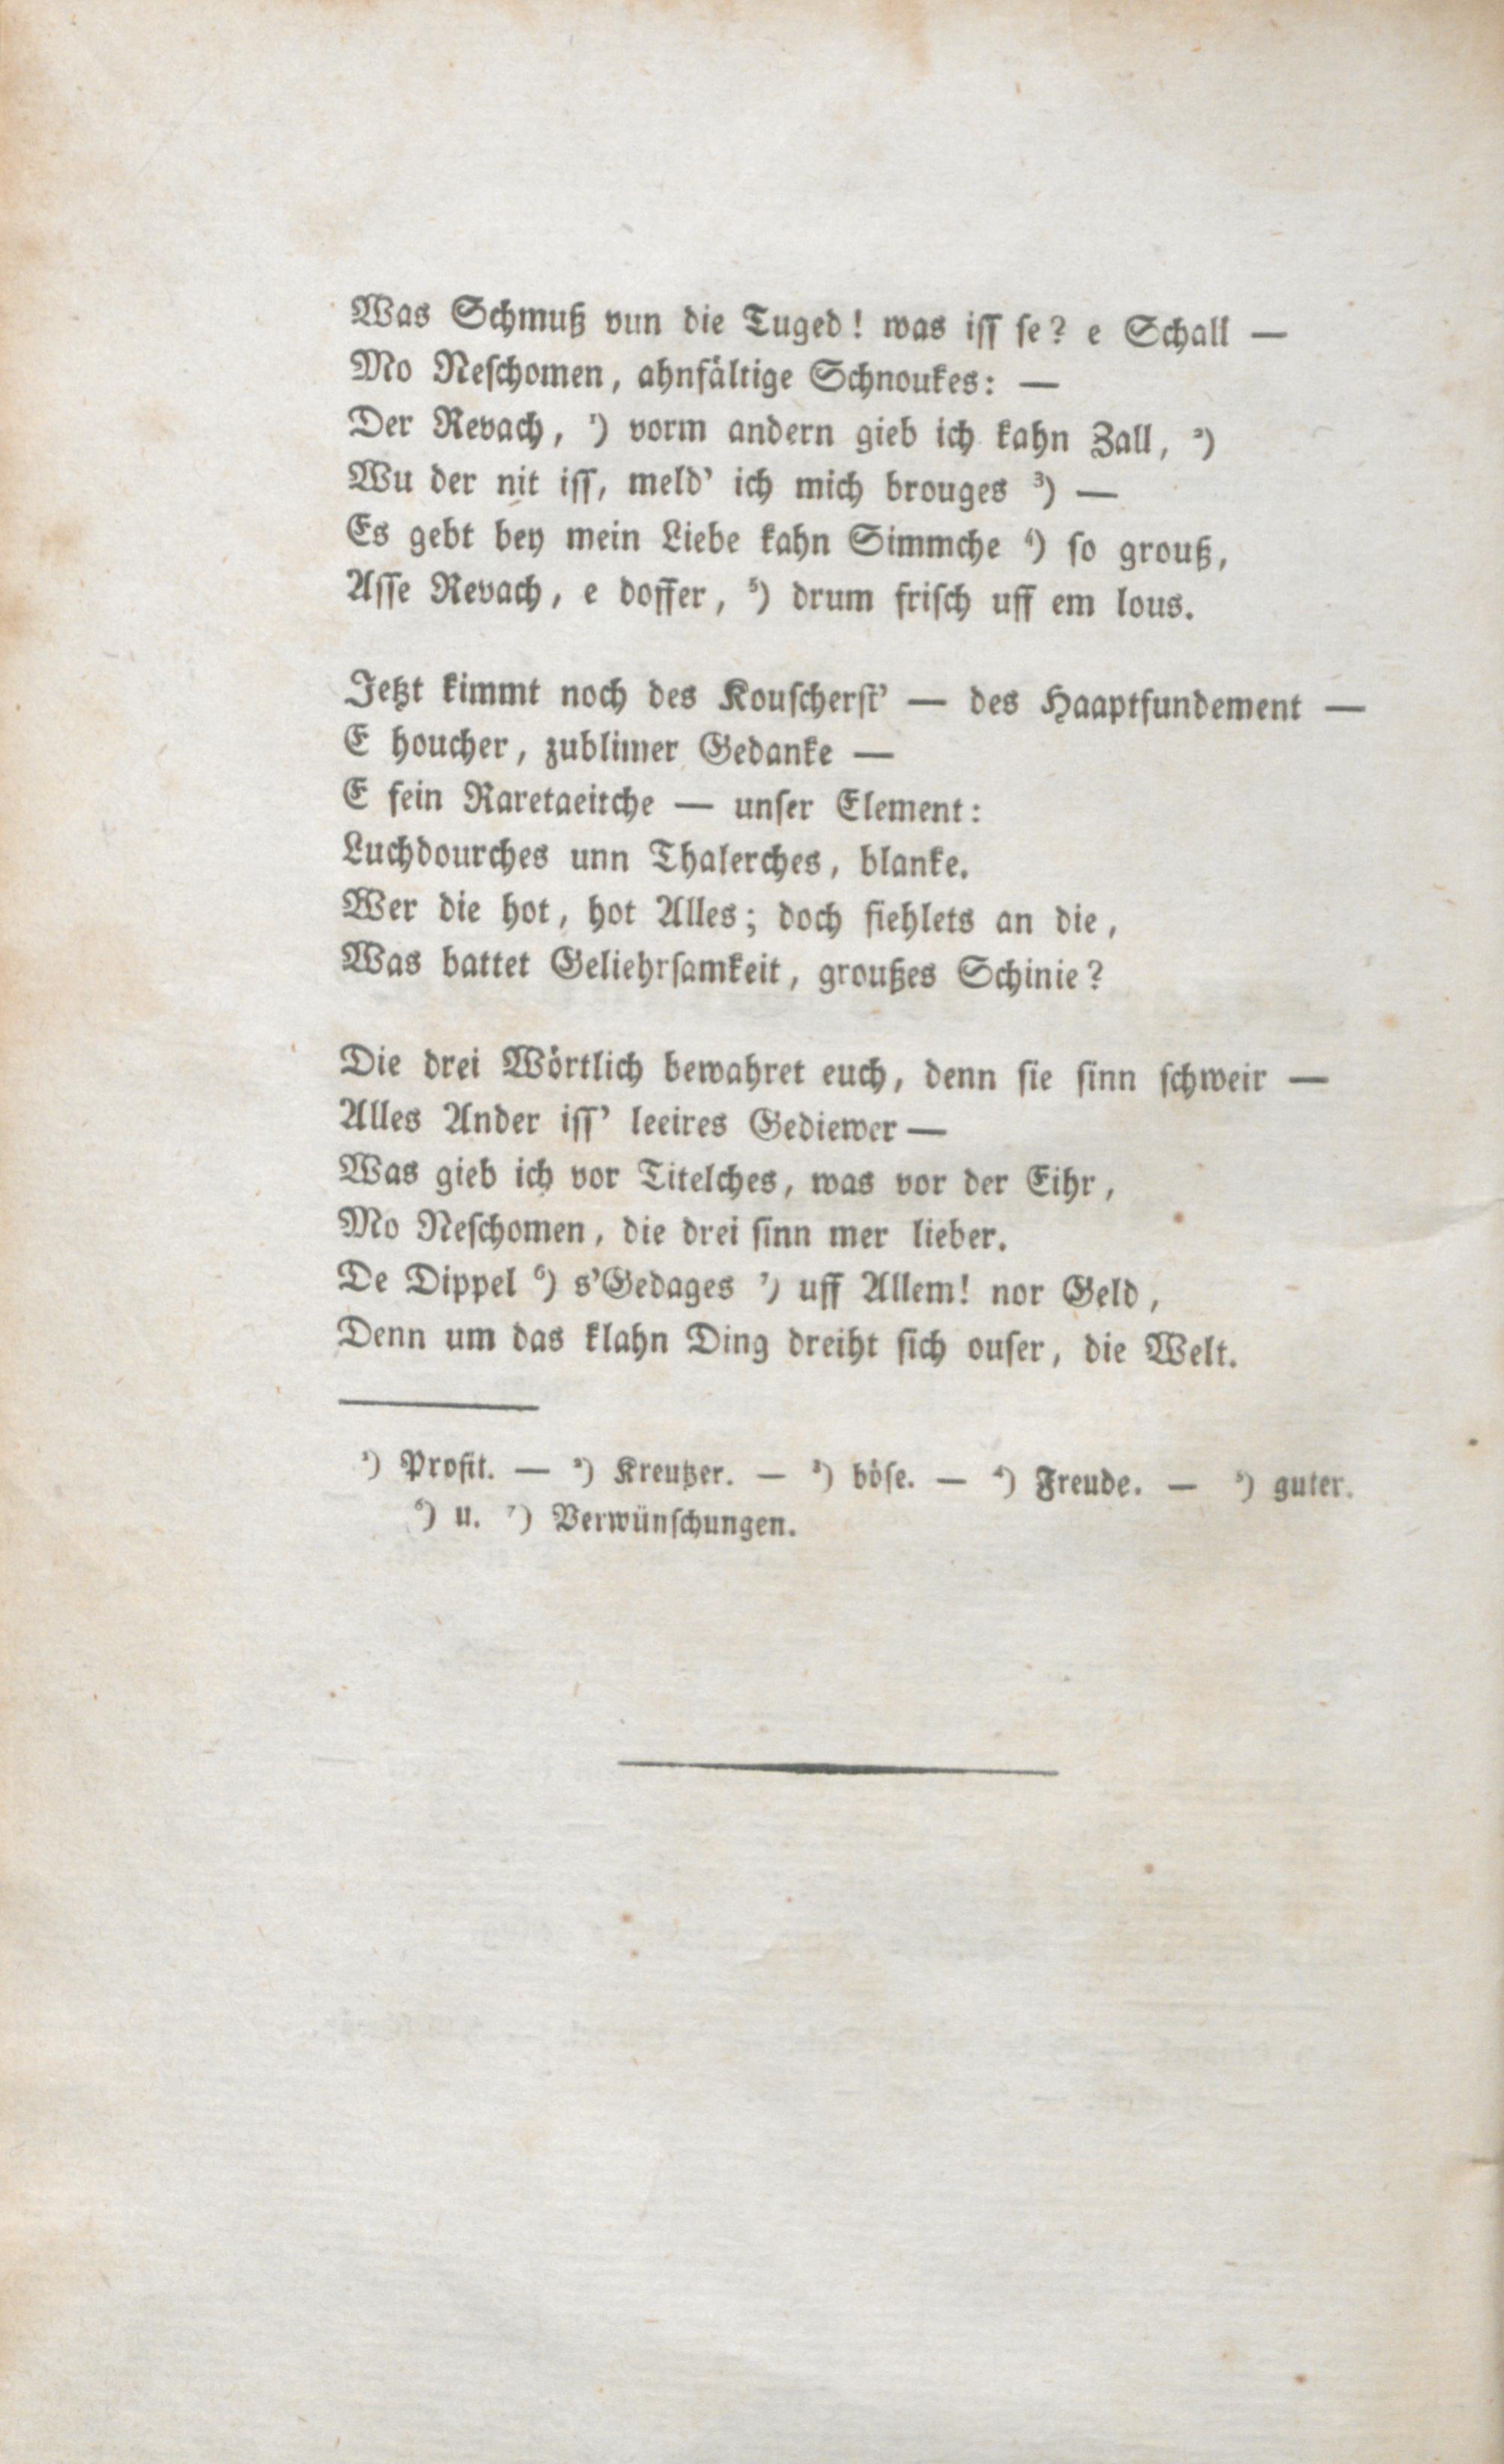 Was Schmuß vun die Tuged! was iss se? e Schall —
Mo Neschomen, ahnfältige Schnoukes: —
Der Revach, ¹) vorm andern gieb ich kahn Zall, ²)
Wu der nit iss, meld' ich mich brouges ³) —
Es gebt bey mein Liebe kahn Simmche ⁴) so grouß,
Asse Revach, e doffer, ⁵) drum frisch uff em lous.
Jetzt kimmt noch des Kouscherst' — des Haaptfundement —
E houcher, zublimer Gedanke —
E fein Raretaeitche — unser Element:
Luchdourches unn Thalerches, blanke.
Wer die hot, hot Alles; doch fiehlets an die,
Was battet Geliehrsamkeit, groußes Schinie?
Die drei Wörtlich bewahret euch, denn sie sinn schweir —
Alles Ander iss' leeires Gediewer —
Was gieb ich vor Titelches, was vor der Eihr,
Mo Neschomen, die drei sinn mer lieber.
De Dippel ⁶) s'Gedages ⁷) uff Allem! nor Geld,
Denn um das klahn Ding dreiht sich ouser, die Welt.
¹) Profit. — ²) Kreutzer. — ³) böse. — ⁴) Freude. — ⁵) guter.
⁶) u. ⁷) Verwünschungen.